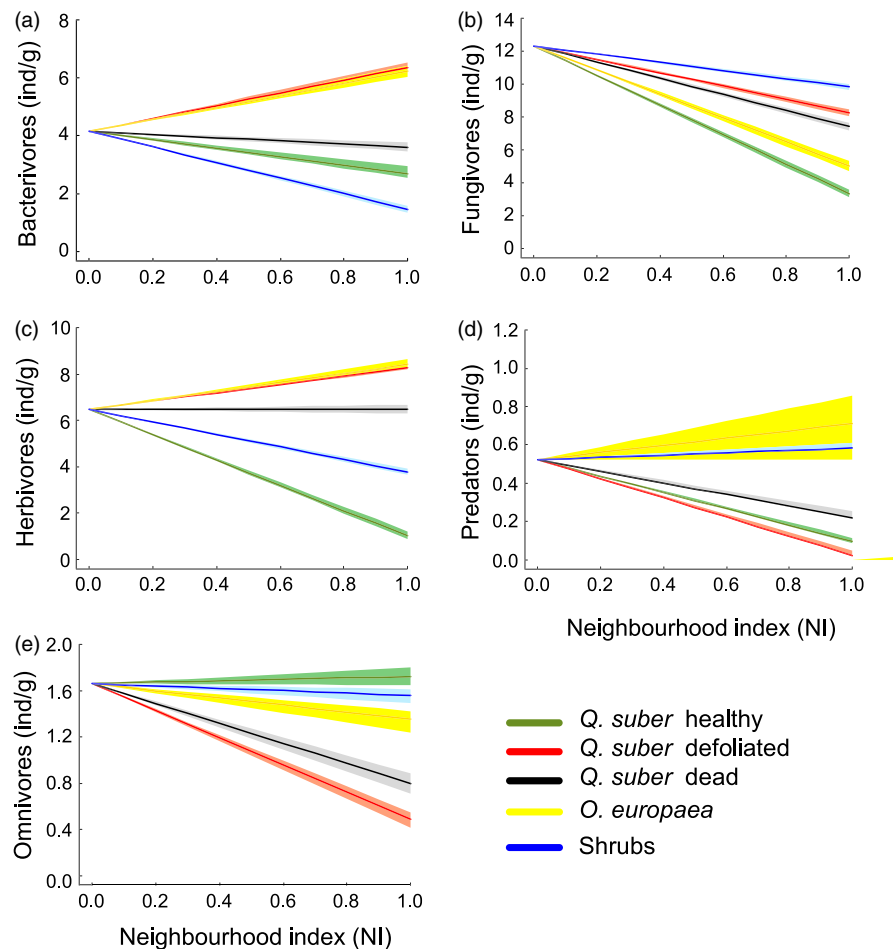 (a)
8
6
4
2
0
Bacterivores (ind/g)
0.0 0.2 0.4 0.6 0.8 1.0
(b)
14
12
10
8
6
4
2
0
Fungivores (ind/g)
0.0 0.2 0.4 0.6 0.8 1.0
(c)
10
8
6
4
2
0
Herbivores (ind/g)
0.0 0.2 0.4 0.6 0.8 1.0
(d)
1.2
1.0
0.8
0.6
0.4
0.2
0.0
Predators (ind/g)
0.0 0.2 0.4 0.6 0.8 1.0
Neighbourhood index (NI)
(e)
2.0
1.6
1.2
0.8
0.4
0.0
Omnivores (ind/g)
0.0 0.2 0.4 0.6 0.8 1.0
Neighbourhood index (NI)
Q. suber healthy
Q. suber defoliated
Q. suber dead
O. europaea
Shrubs